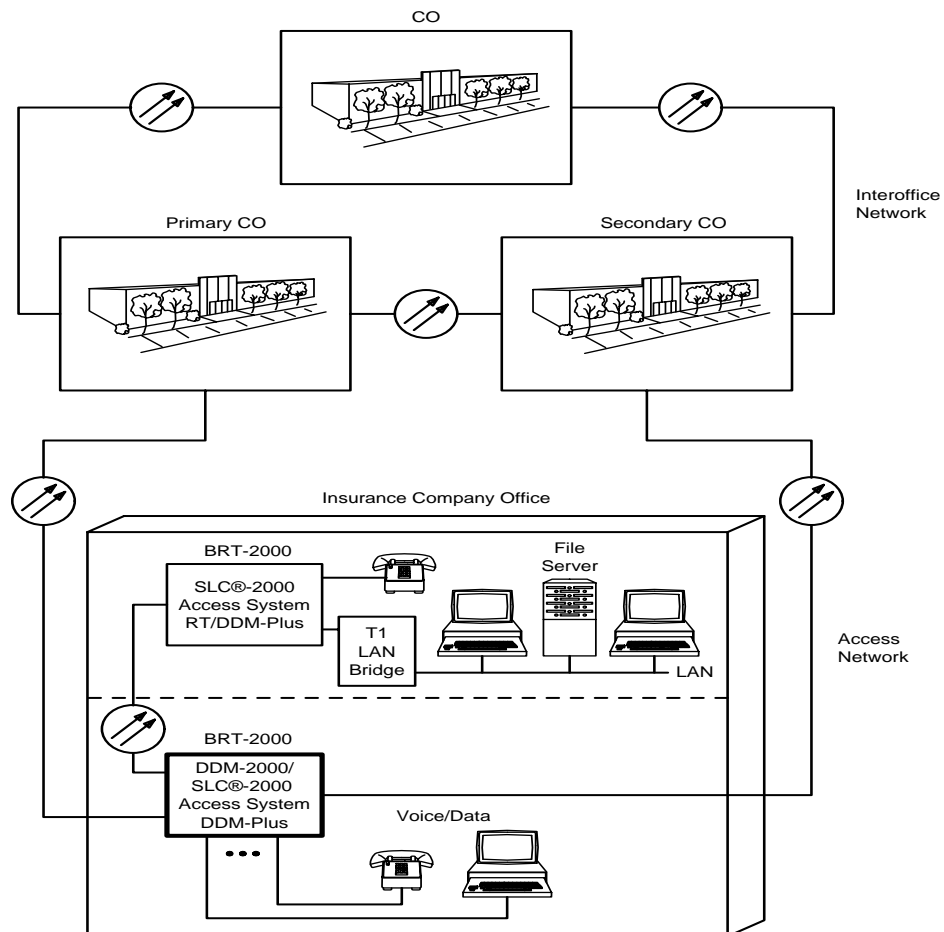 CO
Interoffice
Network
Primary CO
Secondary CO
Insurance Company Office
BRT-2000
SLC®-2000
Access System
RT/DDM-Plus
File
Server
T1
LAN
Bridge
LAN
Access
Network
BRT-2000
DDM-2000/
SLC®-2000
Access System
DDM-Plus
Voice/Data